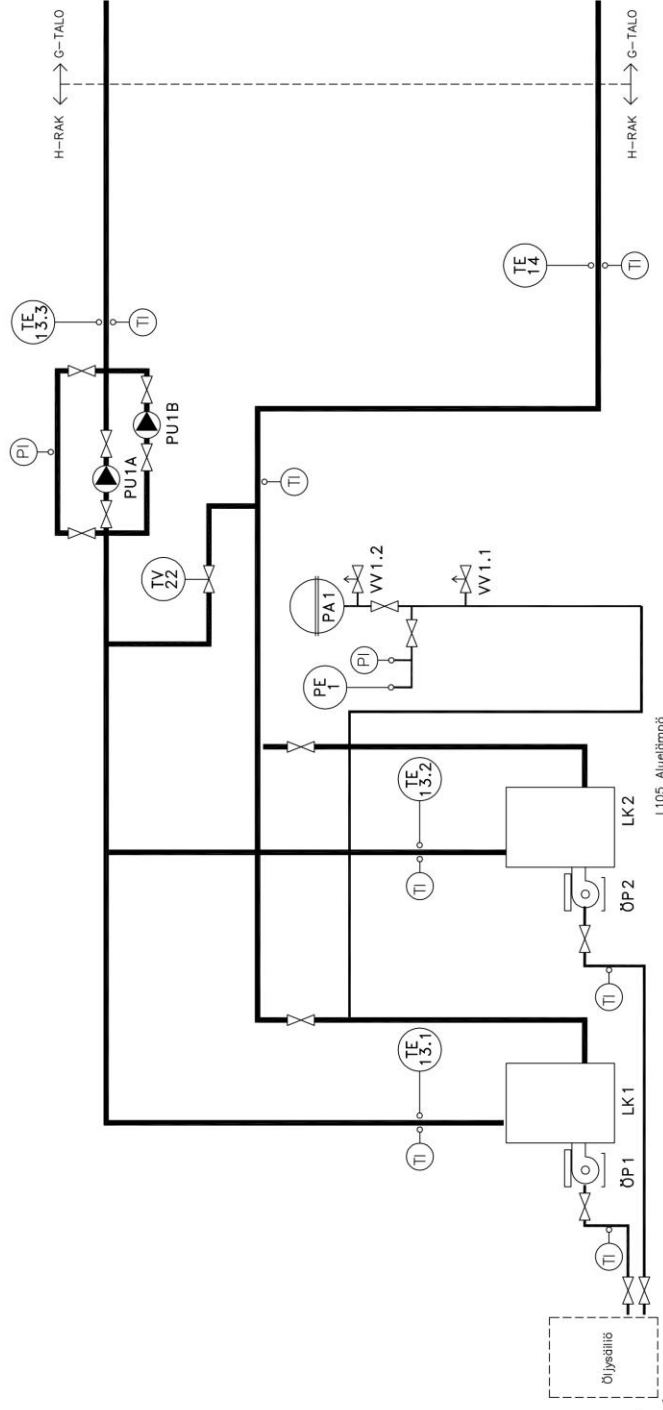 H-RAK
G-TALO
TE
13.3
PI
TI
PU1A
PU1B
TV
22
TE
14
TI
TI
PA1
VV1.2
PE
1
PI
VV1.1
TE
13.2
TI
TE
13.1
TI
LK2
ÖP2
LK1
ÖP1
TI
TI
Öljysäiliö
H-RAK
G-TALO
L105 Aluelämpö